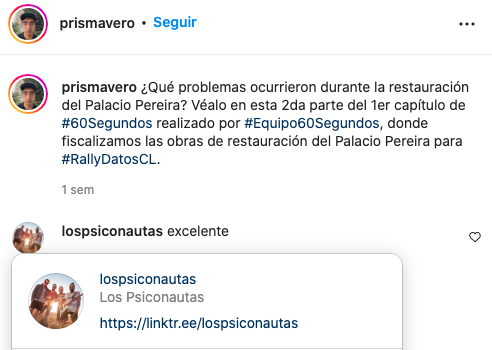 prismavero • Seguir
prismavero ¿Qué problemas ocurrieron durante la restauración
del Palacio Pereira? Véalo en esta 2da parte del 1er capítulo de
#60Segundos realizado por #Equipo60Segundos, donde
fiscalizamos las obras de restauración del Palacio Pereira para
#RallyDatosCL.
1 sem
lospsiconautas excelente
lospsiconautas
Los Psiconautas
https://linktr.ee/lospsiconautas